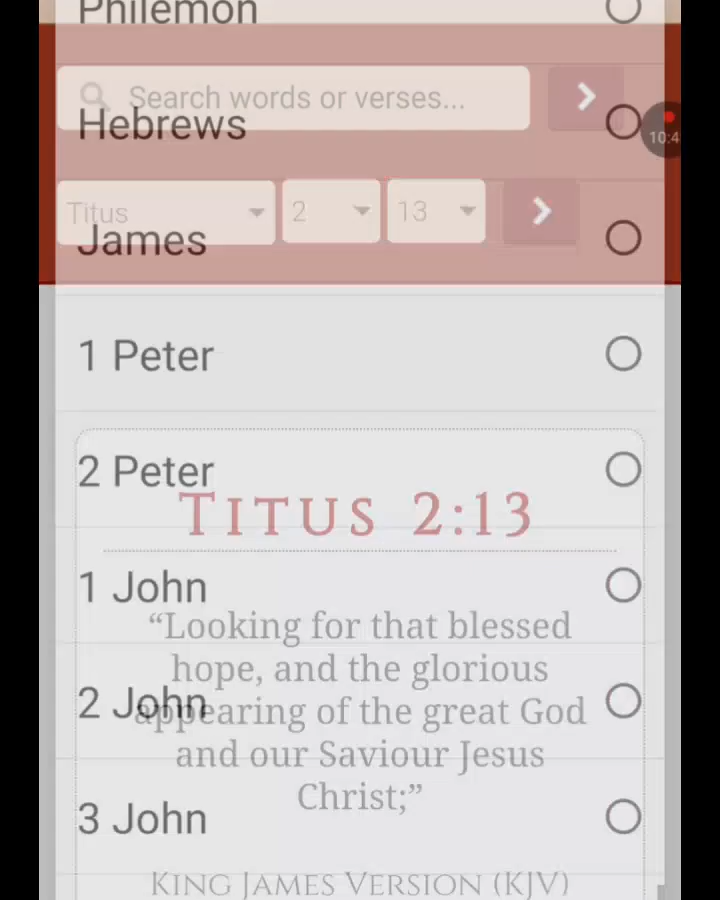 Philemon
Search words or verses...
Hebrews
10:4
Titus 2 13
James
1 Peter
2 Peter
TITUS 2:13
1 John
“Looking for that blessed
hope, and the glorious
2 John
appearing of the great God
and our Saviour Jesus
Christ;”
3 John
KING JAMES VERSION (KJV)